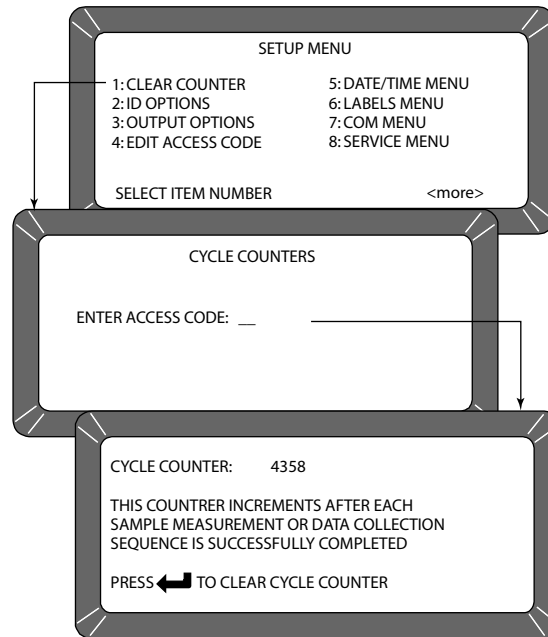 SETUP MENU
1: CLEAR COUNTER 5: DATE/TIME MENU
2: ID OPTIONS 6: LABELS MENU
3: OUTPUT OPTIONS 7: COM MENU
4: EDIT ACCESS CODE 8: SERVICE MENU
SELECT ITEM NUMBER <more>
CYCLE COUNTERS
ENTER ACCESS CODE: __
CYCLE COUNTER: 4358
THIS COUNTRER INCREMENTS AFTER EACH
SAMPLE MEASUREMENT OR DATA COLLECTION
SEQUENCE IS SUCCESSFULLY COMPLETED
PRESS TO CLEAR CYCLE COUNTER